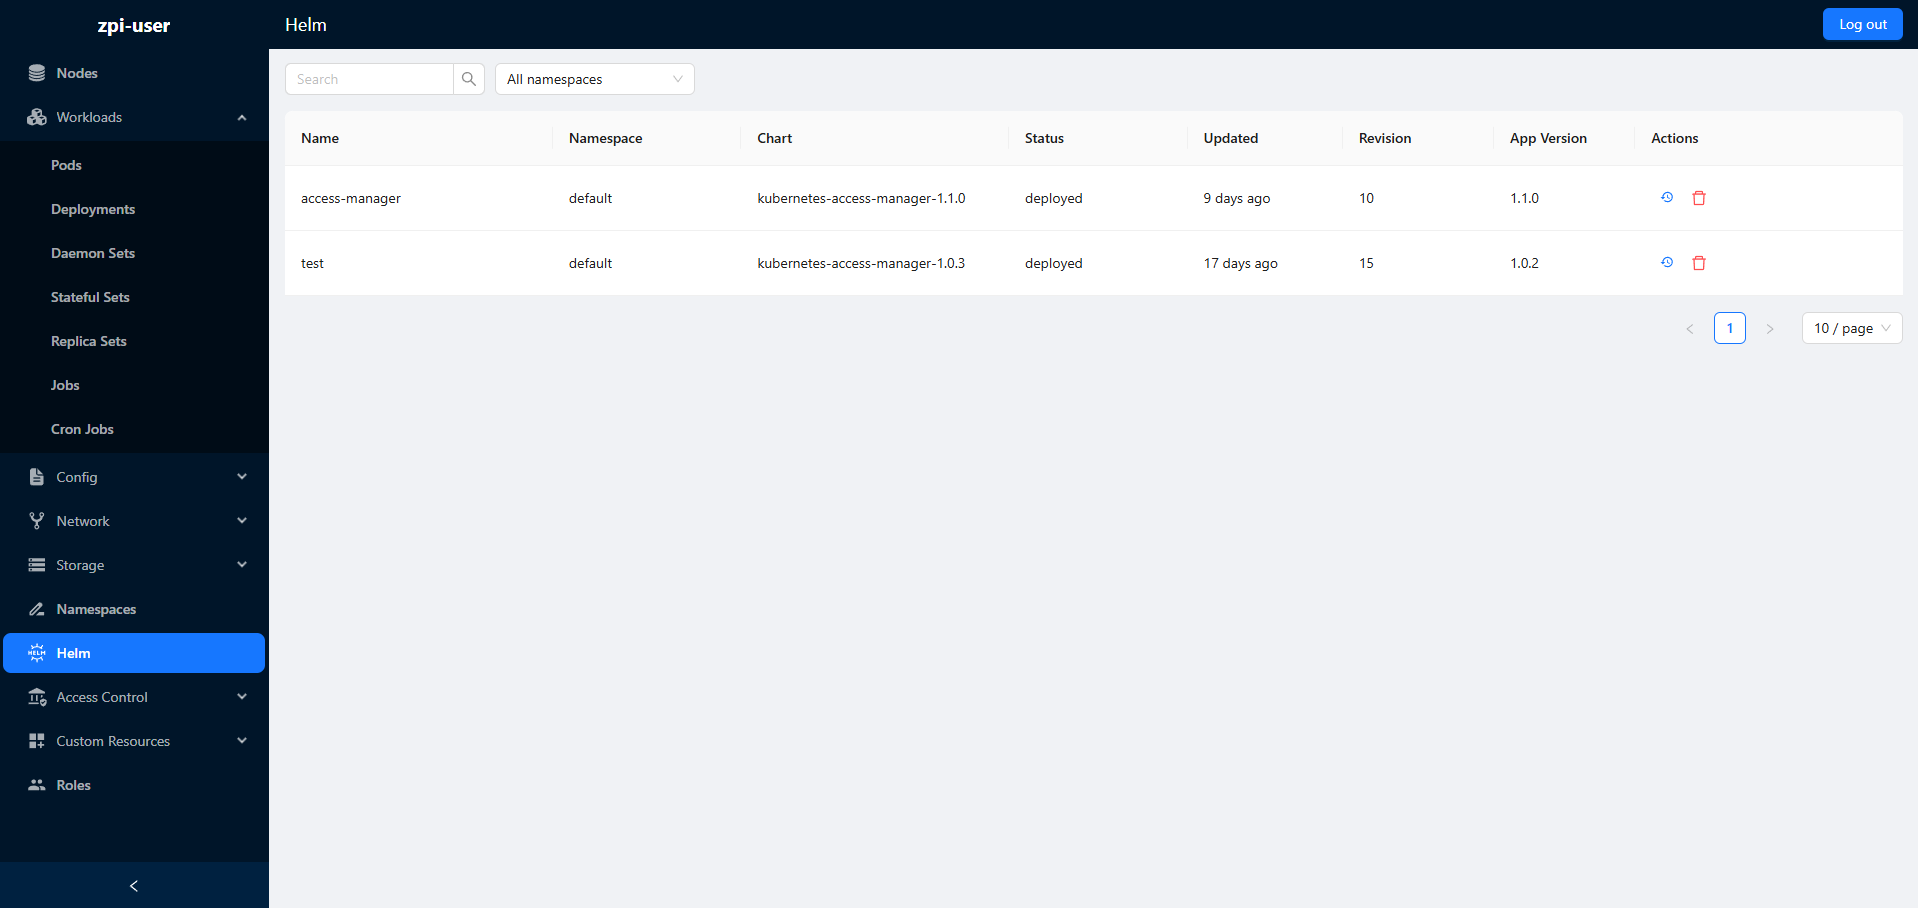 zpi-user
Helm
Log out
Nodes
Workloads
Pods
Deployments
Daemon Sets
Stateful Sets
Replica Sets
Jobs
Cron Jobs
Config
Network
Storage
Namespaces
HELM Helm
Access Control
Custom Resources
Roles
Search
All namespaces
Name Namespace Chart Status Updated Revision App Version Actions
access-manager default kubernetes-access-manager-1.1.0 deployed 9 days ago 10 1.1.0
test default kubernetes-access-manager-1.0.3 deployed 17 days ago 15 1.0.2
1
10 / page